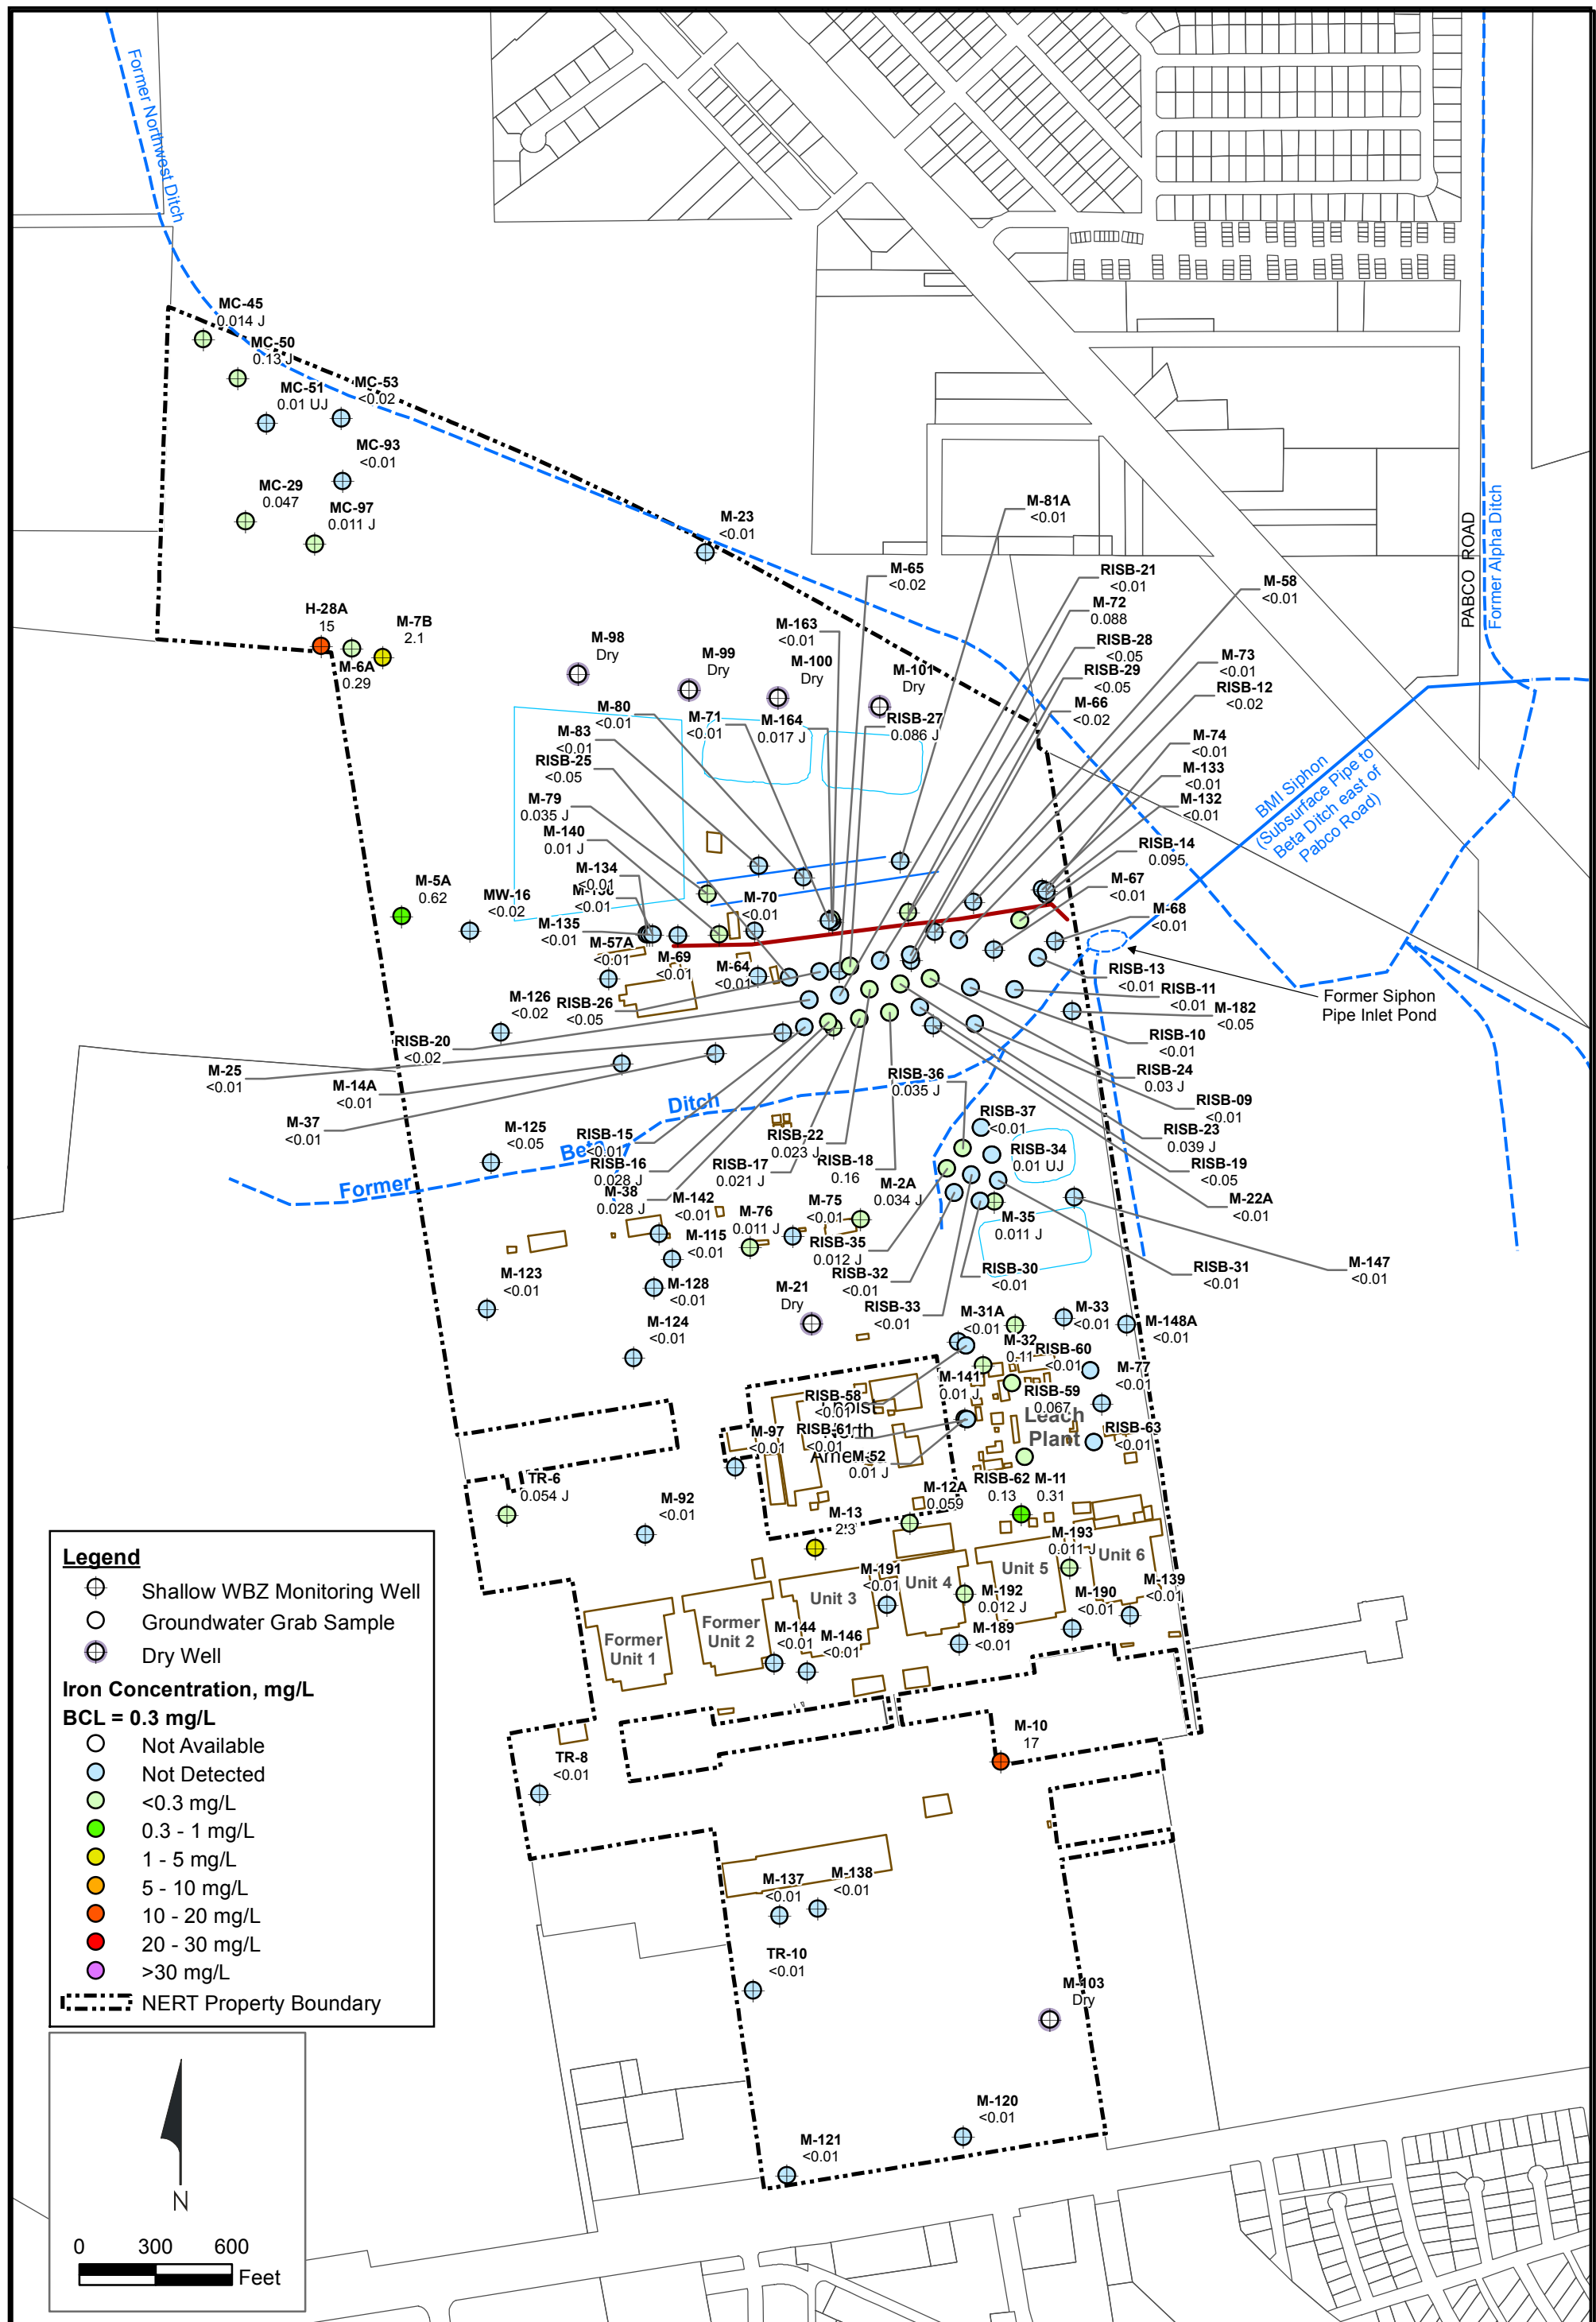 Former Northwest Ditch
MC-45
0.014 J
MC-50
0.13 J
MC-51
0.01 UJ
MC-53
<0.02
MC-93
<0.01
MC-29
0.047
MC-97
0.011 J
M-23
<0.01
M-81A
<0.01
PABCO ROAD
Former Alpha Ditch
M-65
<0.02
RISB-21
<0.01
M-58
<0.01
H-28A
15
M-7B
2.1
M-6A
0.29
M-72
0.088
M-163
<0.01
M-98
Dry
M-99
Dry
M-100
Dry
M-101
Dry
RISB-28
<0.05
RISB-29
<0.05
M-73
<0.01
RISB-12
<0.02
M-66
<0.02
M-80
<0.01
M-71
<0.01
M-164
0.017 J
RISB-27
0.086 J
M-83
<0.01
RISB-25
<0.05
M-74
<0.01
M-133
<0.01
M-132
<0.01
BMI Siphon
(Subsurface Pipe to
Beta Ditch east of
Pabco Road)
M-79
0.035 J
M-140
0.01 J
RISB-14
0.095
M-134
<0.01
<0.01
M-67
<0.01
M-5A
0.62
MW-16
<0.02
M-70
<0.01
M-68
<0.01
M-135
<0.01
M-57A
<0.01
M-69
<0.01
M-64
<0.01
RISB-13
<0.01
RISB-11
<0.01
Former Siphon
Pipe Inlet Pond
M-126
<0.02
RISB-26
<0.05
M-182
<0.05
RISB-20
<0.02
RISB-10
<0.01
M-25
<0.01
M-14A
<0.01
RISB-36
0.035 J
RISB-24
0.03 J
M-37
<0.01
RISB-09
<0.01
Former Beta Ditch
RISB-37
<0.01
M-125
<0.05
RISB-15
<0.01
RISB-22
0.023 J
RISB-23
0.039 J
RISB-34
0.01 UJ
RISB-16
0.028 J
RISB-17
0.021 J
RISB-18
0.16
RISB-19
<0.05
M-38
0.028 J
M-142
<0.01
M-2A
0.034 J
M-22A
<0.01
M-76
0.011 J
M-75
<0.01
M-35
0.011 J
M-115
<0.01
RISB-35
0.012 J
M-147
<0.01
M-123
<0.01
M-128
<0.01
RISB-32
<0.01
RISB-30
<0.01
RISB-31
<0.01
M-21
Dry
RISB-33
<0.01
M-31A
<0.01
M-33
<0.01
M-148A
<0.01
M-124
<0.01
M-32
0.11
RISB-60
<0.01
M-77
<0.01
M-141
0.01 J
RISB-58
<0.01
RISB-59
0.067
Leach
Plant
North
RISB-61
<0.01
M-97
<0.01
M-52
0.01 J
RISB-63
<0.01
TR-6
0.054 J
M-12A
0.059
RISB-62
0.13
M-11
0.31
M-92
<0.01
M-13
2.3
M-193
0.011 J
M-191
<0.01
Unit 3
Unit 4
Unit 5
Unit 6
M-192
0.012 J
M-190
<0.01
M-139
<0.01
Former
Unit 1
Former
Unit 2
M-144
<0.01
M-146
<0.01
M-189
<0.01
M-10
17
TR-8
<0.01
M-137
<0.01
M-138
<0.01
TR-10
<0.01
M-103
Dry
M-120
<0.01
M-121
<0.01
Legend
Shallow WBZ Monitoring Well
Groundwater Grab Sample
Dry Well
Iron Concentration, mg/L
BCL = 0.3 mg/L
Not Available
Not Detected
<0.3 mg/L
0.3 - 1 mg/L
1 - 5 mg/L
5 - 10 mg/L
10 - 20 mg/L
20 - 30 mg/L
>30 mg/L
NERT Property Boundary
N
0 300 600
Feet